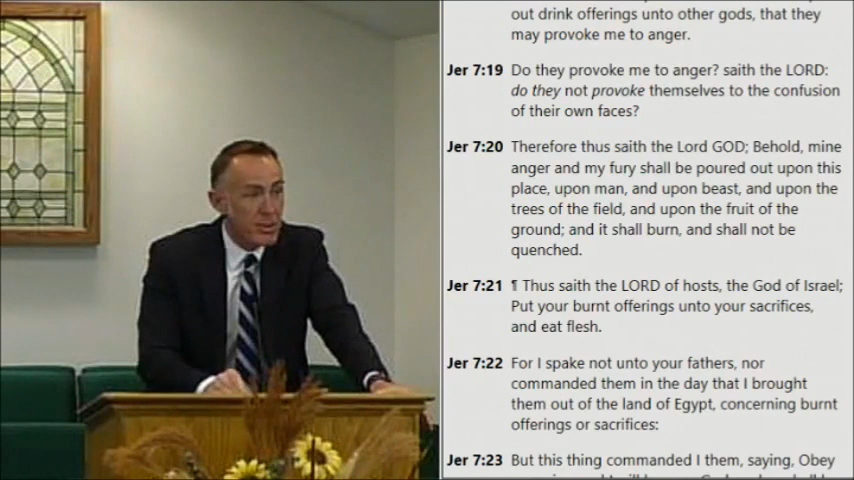 out drink offerings unto other gods, that they
may provoke me to anger.
Jer 7:19 Do they provoke me to anger? saith the LORD:
do they not provoke themselves to the confusion
of their own faces?
Jer 7:20 Therefore thus saith the Lord GOD; Behold, mine
anger and my fury shall be poured out upon this
place, upon man, and upon beast, and upon the
trees of the field, and upon the fruit of the
ground; and it shall burn, and shall not be
quenched.
Jer 7:21 ¶ Thus saith the LORD of hosts, the God of Israel;
Put your burnt offerings unto your sacrifices,
and eat flesh.
Jer 7:22 For I spake not unto your fathers, nor
commanded them in the day that I brought
them out of the land of Egypt, concerning burnt
offerings or sacrifices:
Jer 7:23 But this thing commanded I them, saying, Obey